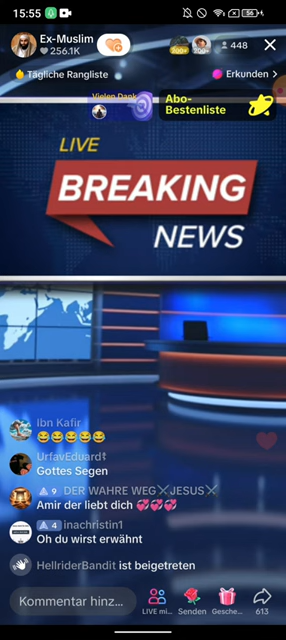 15:55
56
Ex-Muslim
256.1K
448
Tägliche Rangliste
Erkunden
Vielen Dank
Abo-
Bestenliste
LIVE
BREAKING
NEWS
Ibn Kafir
😂😂😂😂😂
UrfavEduard
Gottes Segen
9 DER WAHRE WEG⚔JESUS⚔
Amir der liebt dich 💞💞💞
4 inachristin1
Oh du wirst erwähnt
HellriderBandit ist beigetreten
Kommentar hinz...
LIVE mi...
Senden
Gesche...
613